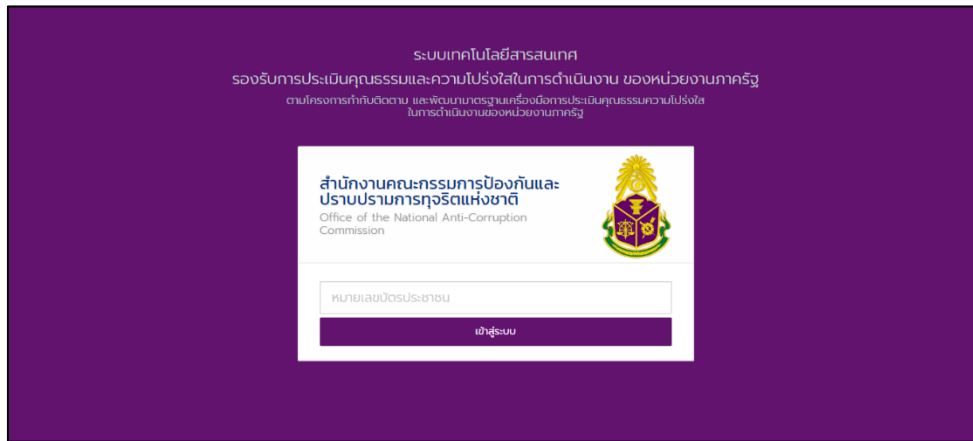 ระบบเทคโนโลยีสารสนเทศ
รองรับการประเมินคุณธรรมและความโปร่งใสในการดำเนินงาน ของหน่วยงานภาครัฐ
ตามโครงการกำกับติดตาม และพัฒนามาตรฐานเครื่องมือการประเมินคุณธรรมความโปร่งใส
ในการดำเนินงานของหน่วยงานภาครัฐ
สำนักงานคณะกรรมการป้องกันและ
ปราบปรามการทุจริตแห่งชาติ
Office of the National Anti-Corruption
Commission
หมายเลขบัตรประชาชน
เข้าสู่ระบบ